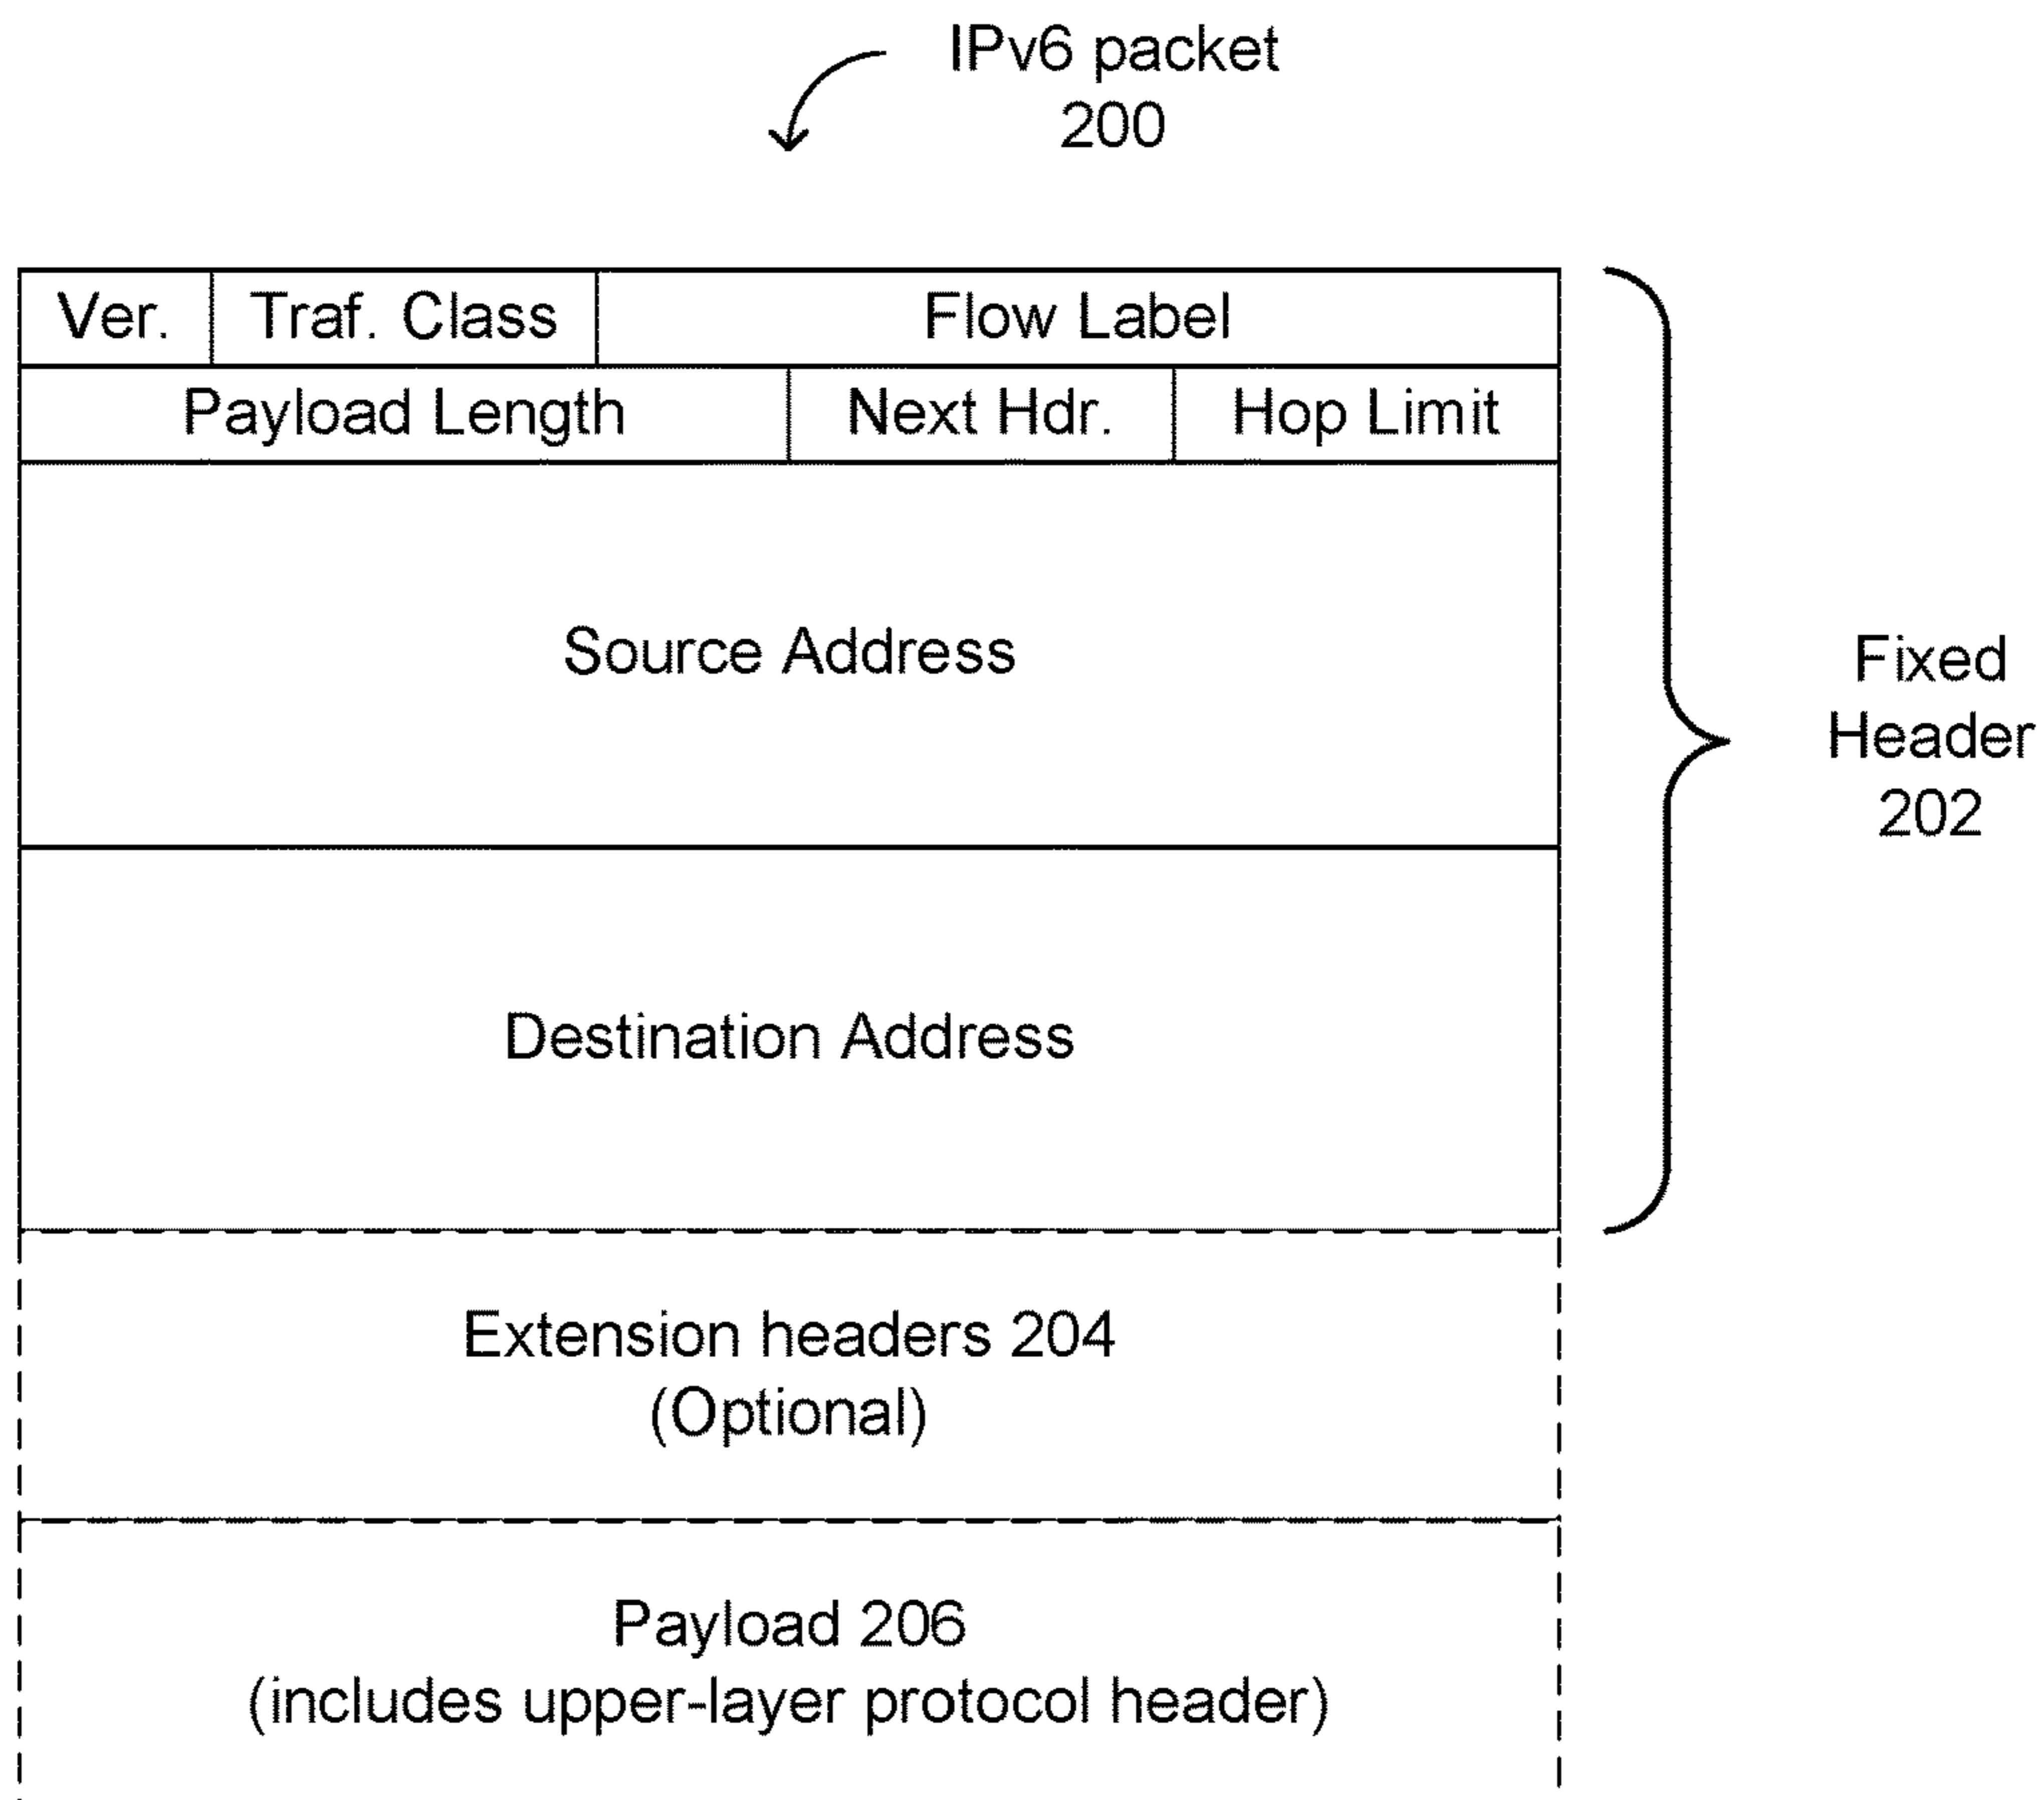 IPv6 packet
200
Ver.
Traf. Class
Flow Label
Payload Length
Next Hdr.
Hop Limit
Source Address
Fixed
Header
202
Destination Address
Extension headers 204
(Optional)
Payload 206
(includes upper-layer protocol header)